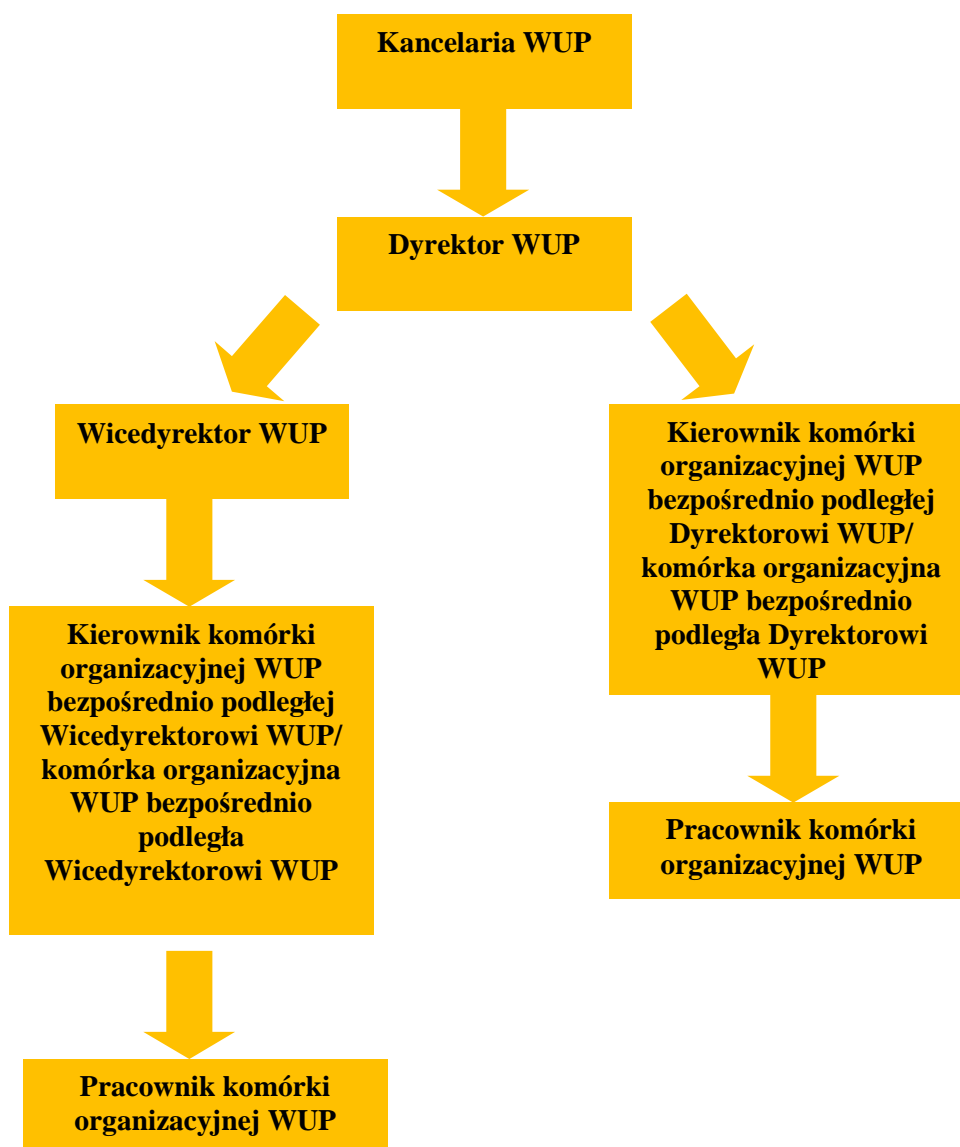 Kancelaria WUP
Dyrektor WUP
Wicedyrektor WUP
Kierownik komórki
organizacyjnej WUP
bezpośrednio podległej
Wicedyrektorowi WUP/
komórka organizacyjna
WUP bezpośrednio
podległa
Wicedyrektorowi WUP
Pracownik komórki
organizacyjnej WUP
Kierownik komórki
organizacyjnej WUP
bezpośrednio podległej
Dyrektorowi WUP/
komórka organizacyjna
WUP bezpośrednio
podległa Dyrektorowi
WUP
Pracownik komórki
organizacyjnej WUP